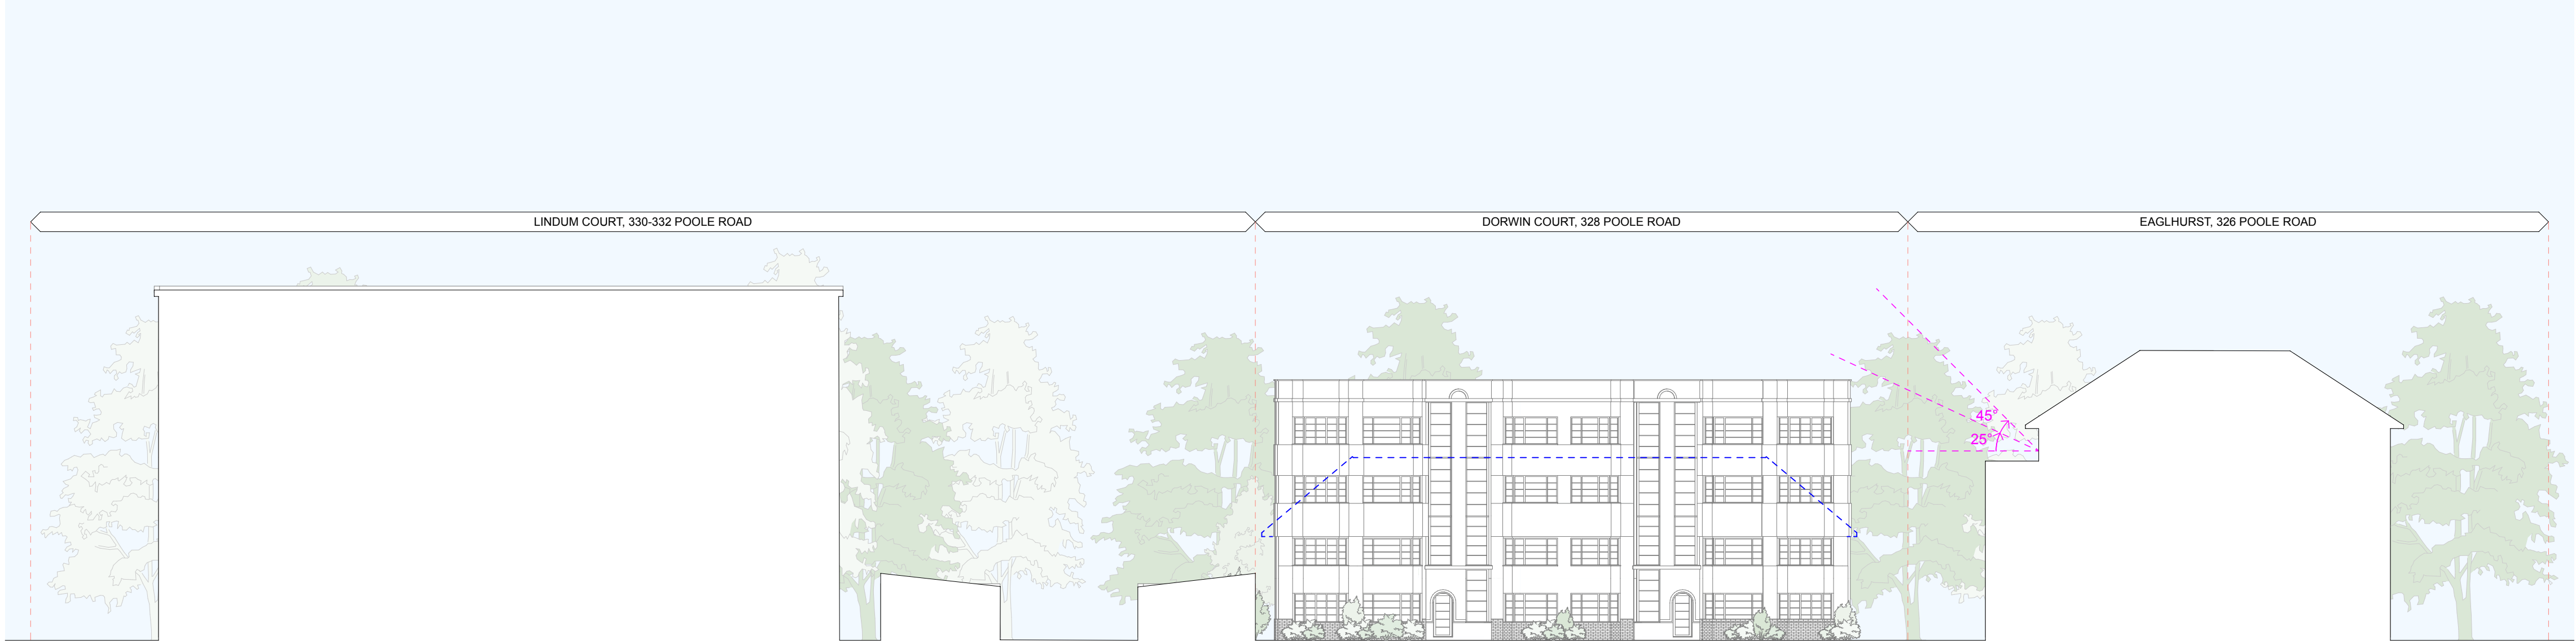 LINDUM COURT, 330-332 POOLE ROAD
DORWIN COURT, 328 POOLE ROAD
EAGLHURST, 326 POOLE ROAD
45°
25°